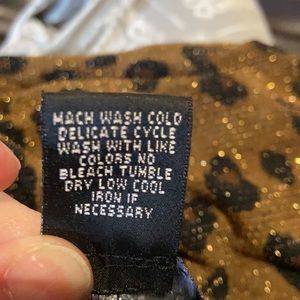 MACH WASH COLD
DELICATE CYCLE
WASH WITH LIKE
COLORS NO
BLEACH TUMBLE
DRY LOW COOL
IRON IF
NECESSARY